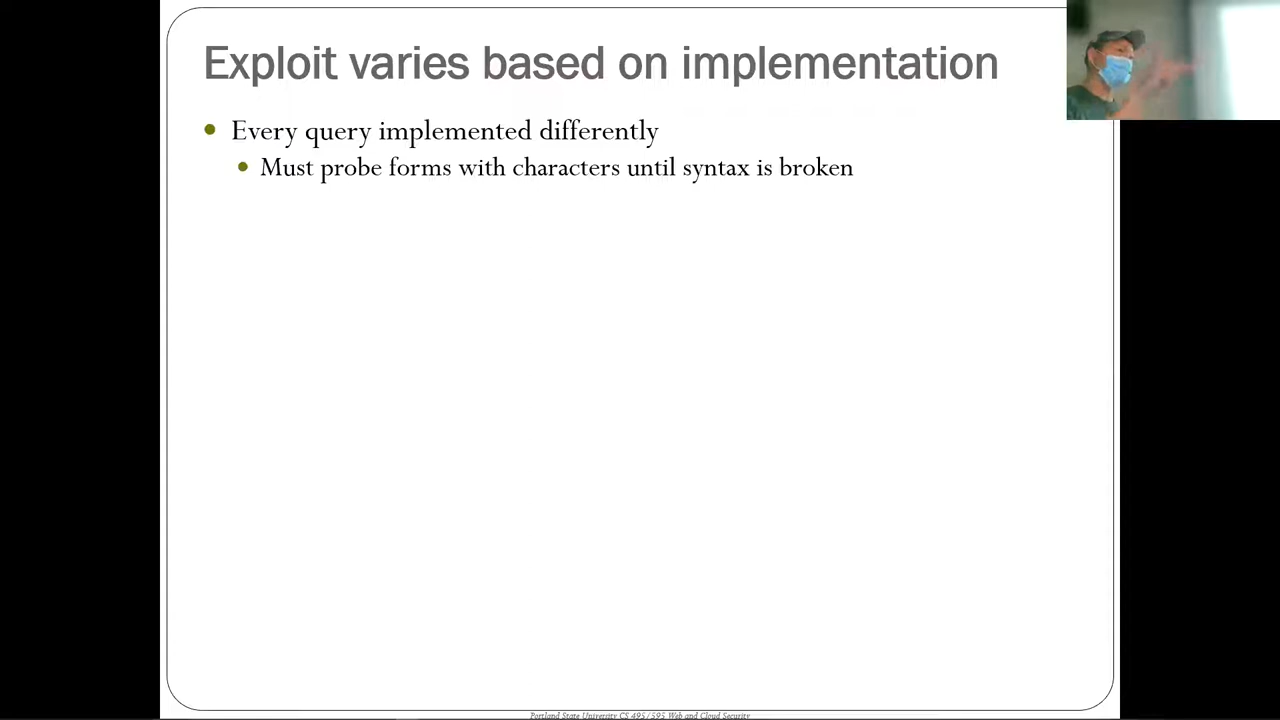 Exploit varies based on implementation
Every query implemented differently
Must probe forms with characters until syntax is broken
Portland State University CS 495/595 Web and Cloud Security